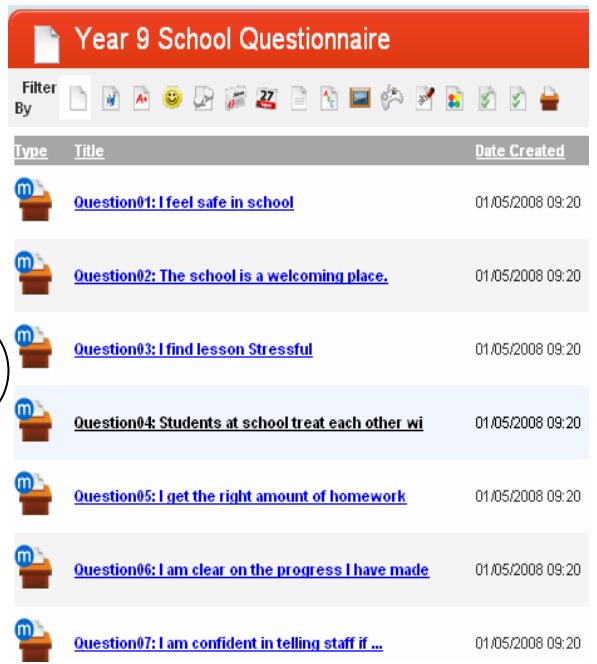 Year 9 School Questionnaire
Filter By
Type Title Date Created
Question01: I feel safe in school 01/05/2008 09:20
Question02: The school is a welcoming place. 01/05/2008 09:20
Question03: I find lesson Stressful 01/05/2008 09:20
Question04: Students at school treat each other wi 01/05/2008 09:20
Question05: I get the right amount of homework 01/05/2008 09:20
Question06: I am clear on the progress I have made 01/05/2008 09:20
Question07: I am confident in telling staff if ... 01/05/2008 09:20